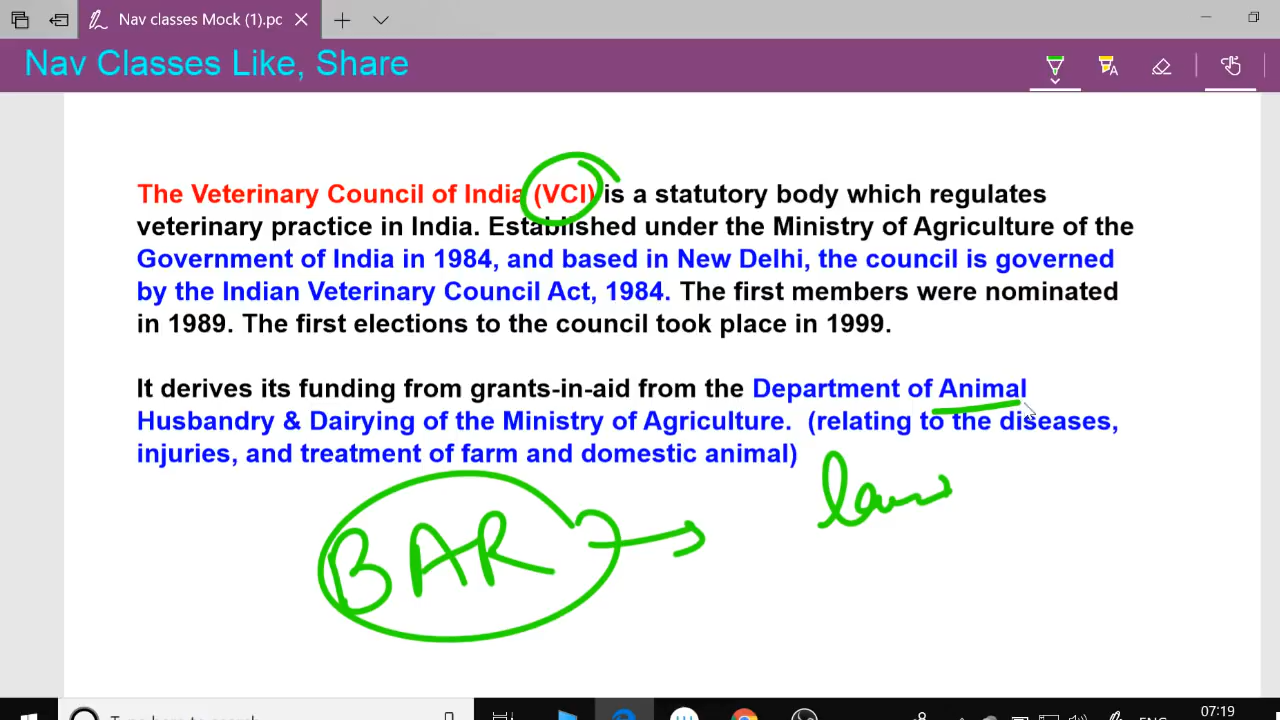 Nav classes Mock (1).pc
Nav Classes Like, Share
The Veterinary Council of India (VCI) is a statutory body which regulates
veterinary practice in India. Established under the Ministry of Agriculture of the
Government of India in 1984, and based in New Delhi, the council is governed
by the Indian Veterinary Council Act, 1984. The first members were nominated
in 1989. The first elections to the council took place in 1999.
It derives its funding from grants-in-aid from the Department of Animal
Husbandry & Dairying of the Ministry of Agriculture. (relating to the diseases,
injuries, and treatment of farm and domestic animal)
law
BAR
07:19